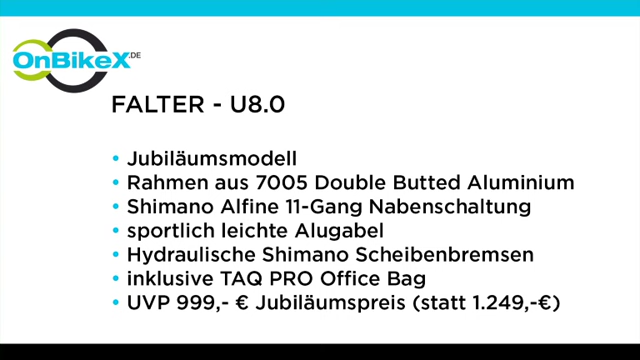 OnBikeX.DE
FALTER - U8.0
• Jubiläumsmodell
• Rahmen aus 7005 Double Butted Aluminium
• Shimano Alfine 11-Gang Nabenschaltung
• sportlich leichte Alugabel
• Hydraulische Shimano Scheibenbremsen
• inklusive TAQ PRO Office Bag
• UVP 999,- € Jubiläumspreis (statt 1.249,-€)